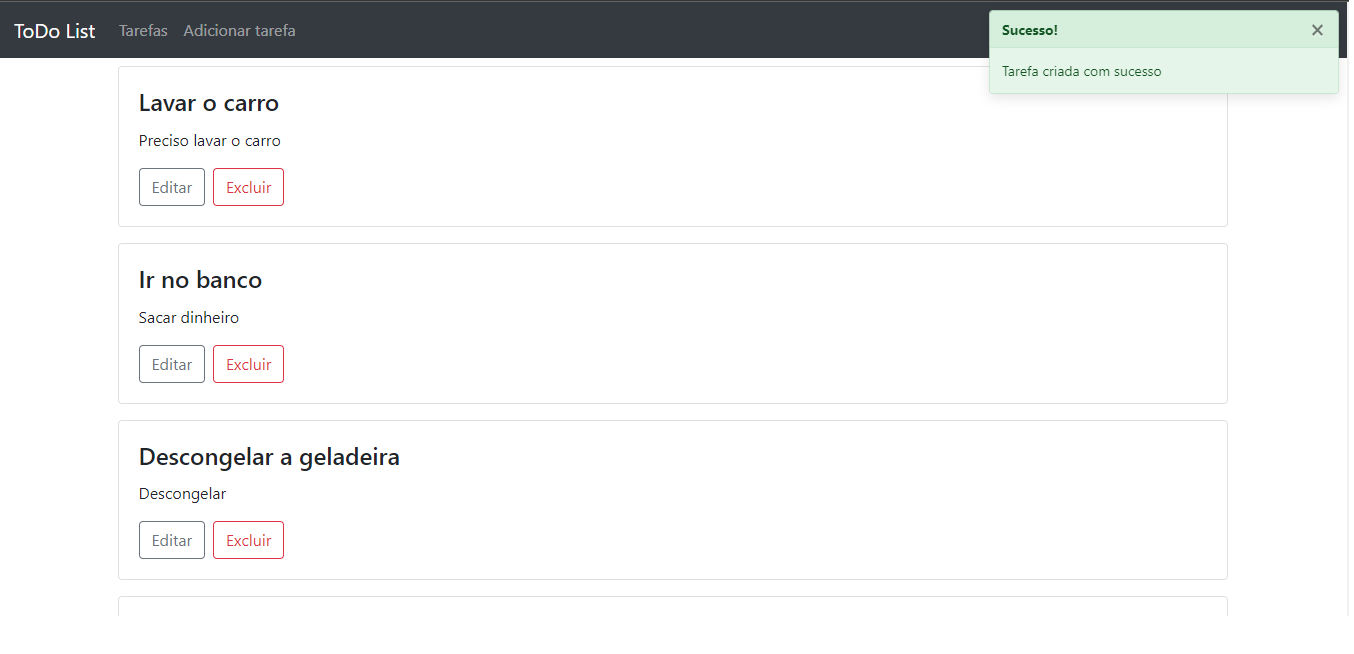 ToDo List Tarefas Adicionar tarefa
Sucesso! ×
Tarefa criada com sucesso
Lavar o carro
Preciso lavar o carro
Editar Excluir
Ir no banco
Sacar dinheiro
Editar Excluir
Descongelar a geladeira
Descongelar
Editar Excluir